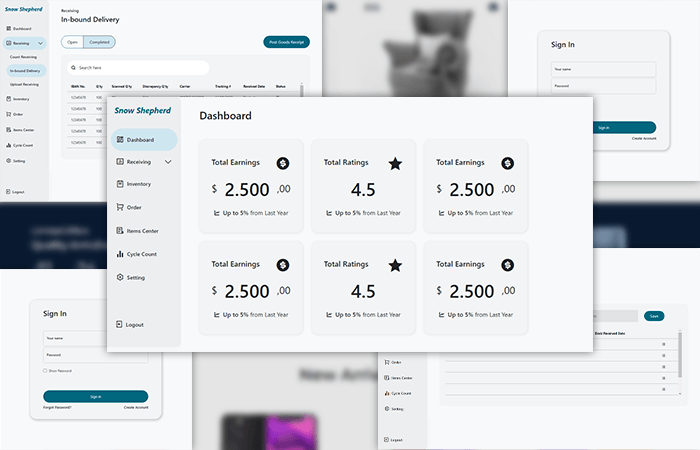 Snow Shepherd
Dashboard
Receiving
Count Receiving
In-bound Delivery
Upload Receiving
Inventory
Order
Items Center
Cycle Count
Setting
Logout
Receiving
In-bound Delivery
Open
Completed
Post Goods Receipt
Search here
IBAN No. Q'ty Scanned Q'ty Discrepancy Q'ty Carrier Tracking # Received Date Status
12345678 100
12345678 100
12345678 100
12345678 100
Sign In
Your name
Password
Sign in
Create Account
Snow Shepherd
Dashboard
Receiving
Inventory
Order
Items Center
Cycle Count
Setting
Logout
Dashboard
Total Earnings
$ 2.500 ,00
Up to 5% from Last Year
Total Ratings
4.5
Up to 5% from Last Year
Total Earnings
$ 2.500 ,00
Up to 5% from Last Year
Total Earnings
$ 2.500 ,00
Up to 5% from Last Year
Total Ratings
4.5
Up to 5% from Last Year
Total Earnings
$ 2.500 ,00
Up to 5% from Last Year
Sign In
Your name
Password
Show Password
Sign in
Forgot Password?
Create Account
New Arriv
Order
Items Center
Cycle Count
Setting
Logout
Save
Received Date